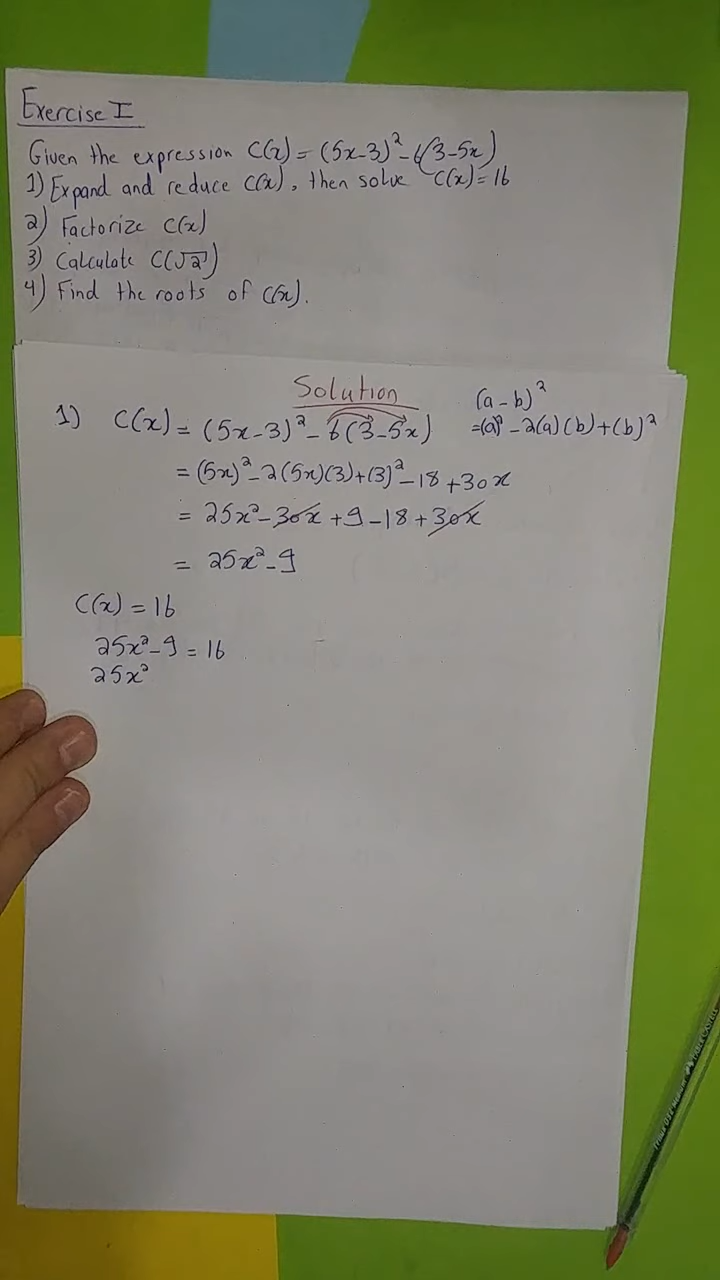 Exercise I
Given the expression C(x) = (5x-3)² - 6(3-5x)
1) Expand and reduce C(x), then solve C(x) = 16
2) Factorize C(x)
3) Calculate C(√2)
4) Find the roots of C(x).
Solution
1) C(x) = (5x-3)² - 6(3-5x)
(a-b)²
=(a)² - 2(a)(b)+(b)²
= (5x)² - 2(5x)(3)+(3)² - 18 + 30x
= 25x² - 30x + 9 - 18 + 30x
= 25x² - 9
C(x) = 16
25x² - 9 = 16
25x²